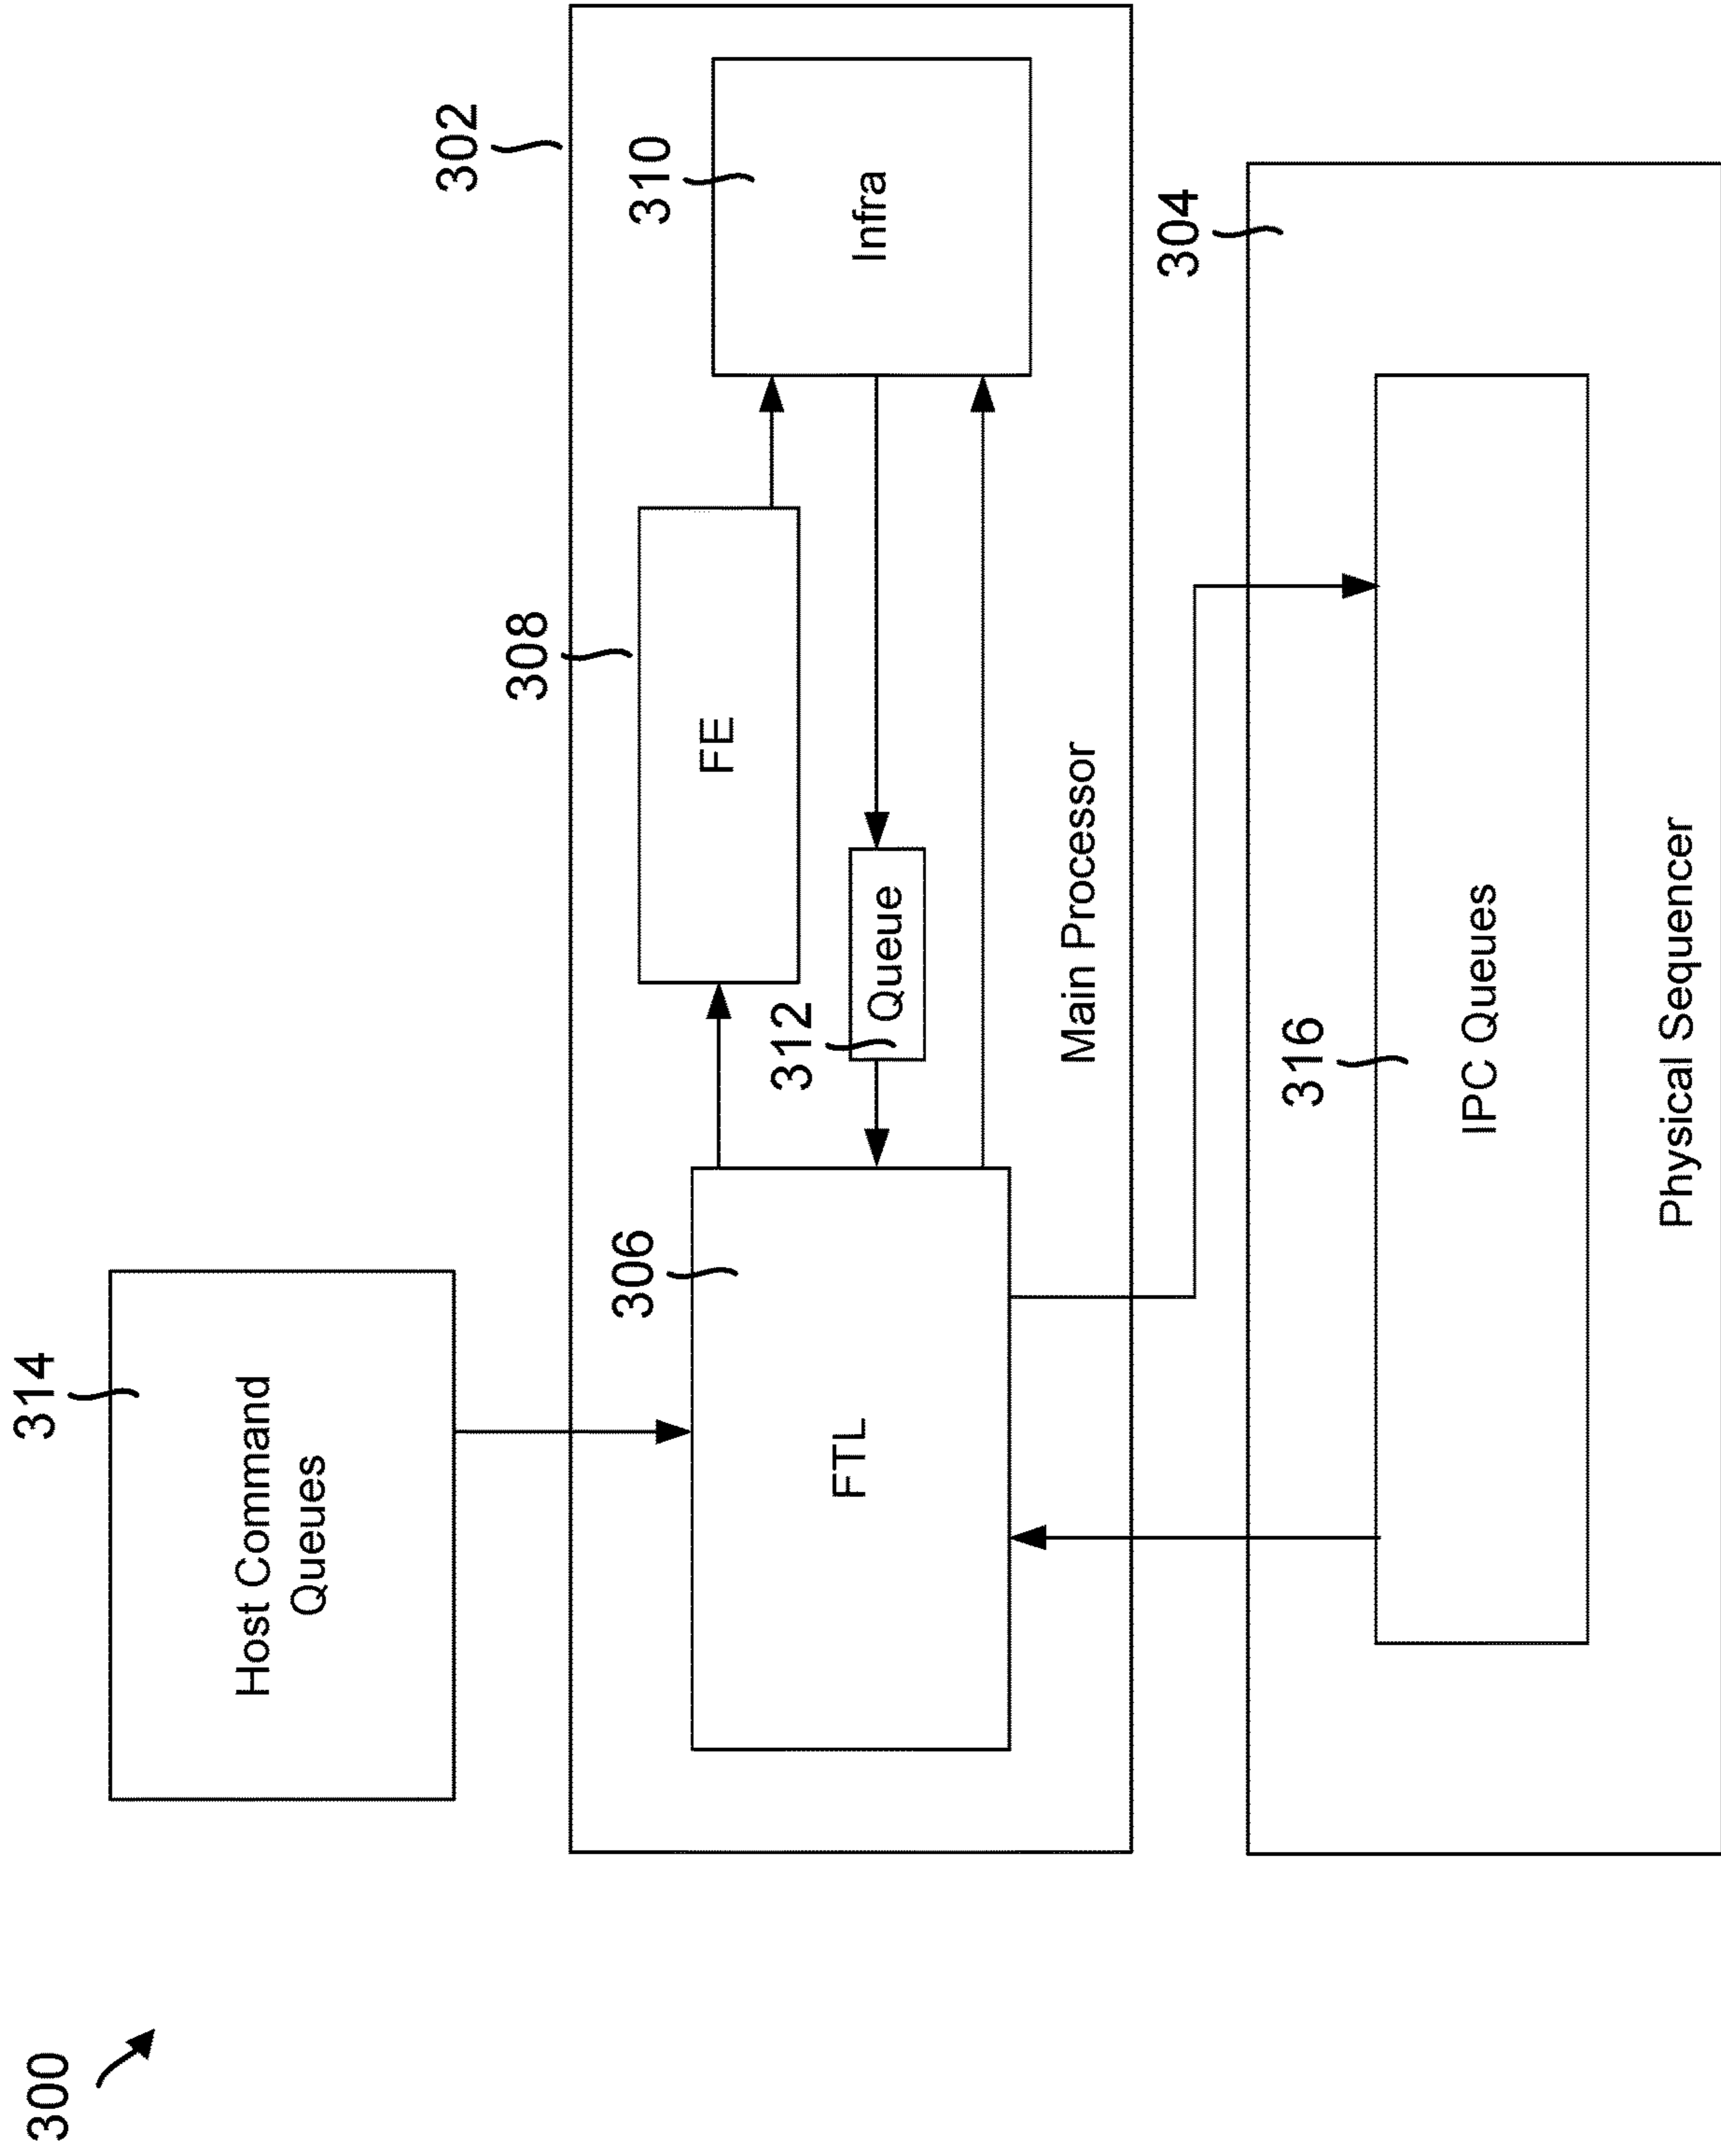 300
314
Host Command
Queues
302
308
306
310
FE
312
FTL
Queue
Infra
Main Processor
304
316
IPC Queues
Physical Sequencer